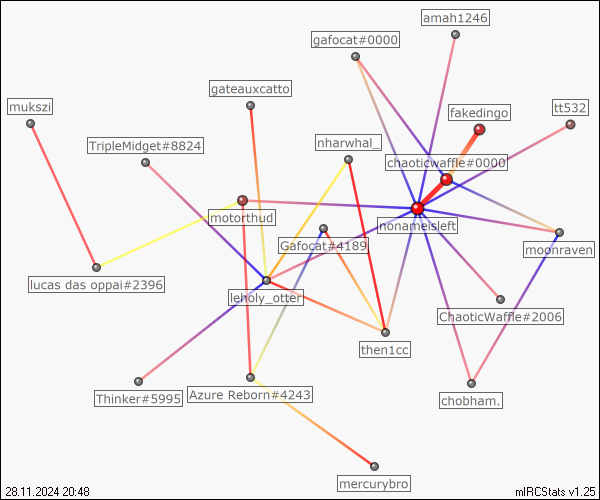 amah1246
gafocat#0000
gateauxcatto
mukszi
fakedingo
tt532
TripleMidget#8824
nharwhal_
chaoticwaffle#0000
motorthud
nonameisleft
Gafocat#4189
moonraven
lucas das oppai#2396
leholy_otter
ChaoticWaffle#2006
then1cc
Thinker#5995
Azure Reborn#4243
chobham.
mercurybro
28.11.2024 20:48
mIRCStats v1.25